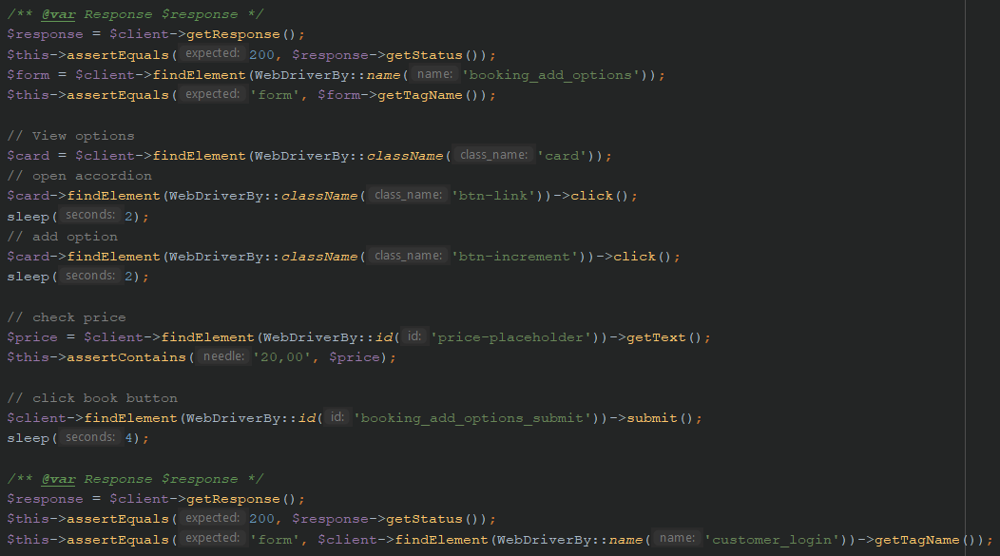 /** @var Response $response */
$response = $client->getResponse();
$this->assertEquals( expected: 200, $response->getStatus());
$form = $client->findElement(WebDriverBy::name( name: 'booking_add_options'));
$this->assertEquals( expected: 'form', $form->getTagName());
// View options
$card = $client->findElement(WebDriverBy::className( class_name: 'card'));
// open accordion
$card->findElement(WebDriverBy::className( class_name: 'btn-link'))->click();
sleep( seconds: 2);
// add option
$card->findElement(WebDriverBy::className( class_name: 'btn-increment'))->click();
sleep( seconds: 2);
// check price
$price = $client->findElement(WebDriverBy::id( id: 'price-placeholder'))->getText();
$this->assertContains( needle: '20,00', $price);
// click book button
$client->findElement(WebDriverBy::id( id: 'booking_add_options_submit'))->submit();
sleep( seconds: 4);
/** @var Response $response */
$response = $client->getResponse();
$this->assertEquals( expected: 200, $response->getStatus());
$this->assertEquals( expected: 'form', $client->findElement(WebDriverBy::name( name: 'customer_login'))->getTagName());